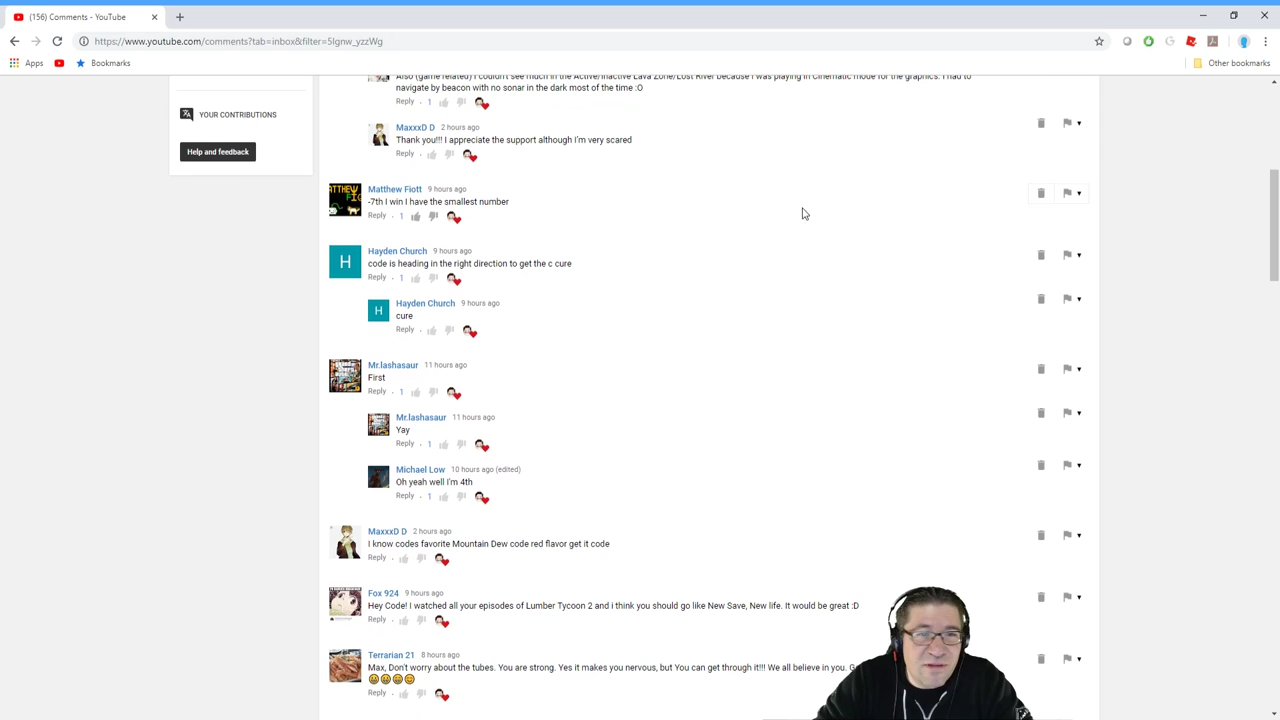 (156) Comments - YouTube
https://www.youtube.com/comments?tab=inbox&filter=5Ignw_yzzWg
Apps
Bookmarks
Other bookmarks
YOUR CONTRIBUTIONS
Help and feedback
Also (game related) I couldn't see much in the Active/Inactive Lava Zone/Lost River because I was playing in Cinematic mode for the graphics. I had to
navigate by beacon with no sonar in the dark most of the time :O
Reply . 1
MaxxxD D 2 hours ago
Thank you!!! I appreciate the support although I'm very scared
Reply .
Matthew Fiott 9 hours ago
-7th I win I have the smallest number
Reply . 1
H
Hayden Church 9 hours ago
code is heading in the right direction to get the c cure
Reply . 1
H
Hayden Church 9 hours ago
cure
Reply .
Mr.lashasaur 11 hours ago
First
Reply . 1
Mr.lashasaur 11 hours ago
Yay
Reply . 1
Michael Low 10 hours ago (edited)
Oh yeah well I'm 4th
Reply . 1
MaxxxD D 2 hours ago
I know codes favorite Mountain Dew code red flavor get it code
Reply .
Fox 924 9 hours ago
Hey Code! I watched all your episodes of Lumber Tycoon 2 and i think you should go like New Save, New life. It would be great :D
Reply .
Terrarian 21 8 hours ago
Max, Don't worry about the tubes. You are strong. Yes it makes you nervous, but You can get through it!!! We all believe in you.
Reply .